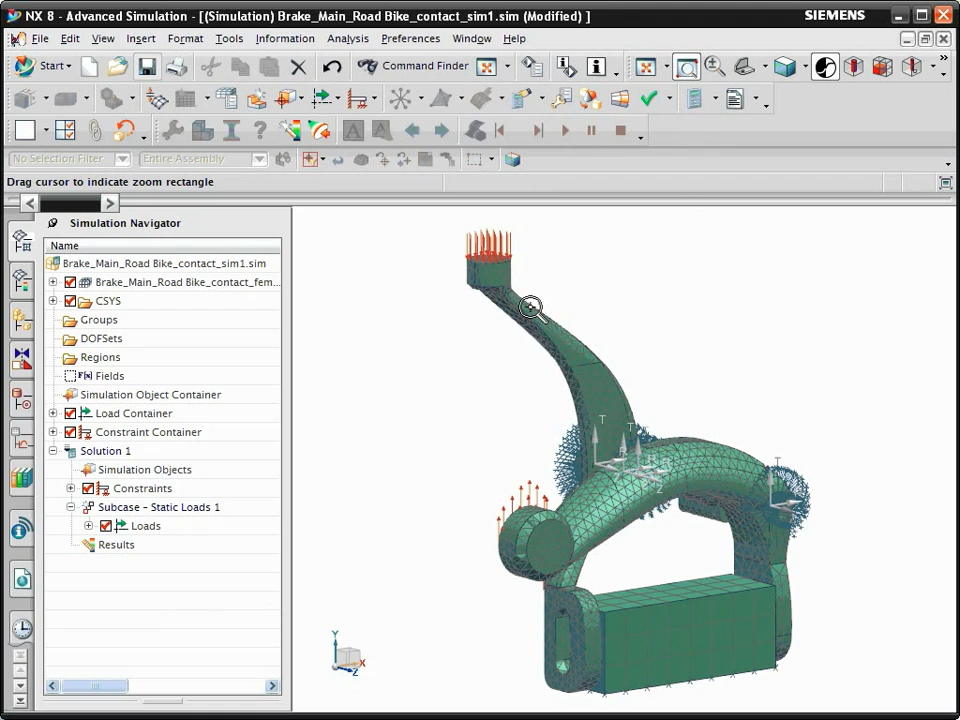 NX 8 - Advanced Simulation - [(Simulation) Brake_Main_Road Bike_contact_sim1.sim (Modified) ]
SIEMENS
File Edit View Insert Format Tools Information Analysis Preferences Window Help
Start
Command Finder
No Selection Filter
Entire Assembly
Drag cursor to indicate zoom rectangle
Simulation Navigator
Name
Brake_Main_Road Bike_contact_sim1.sim
Brake_Main_Road Bike_contact_fem...
CSYS
Groups
DOFSets
Regions
F(x) Fields
Simulation Object Container
Load Container
Constraint Container
Solution 1
Simulation Objects
Constraints
Subcase - Static Loads 1
Loads
Results
T
T
T
R
Z
Y
X
Z